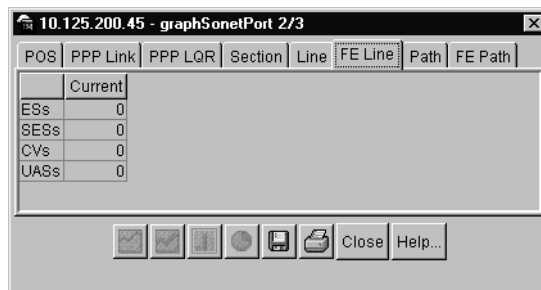 10.125.200.45 - graphSonetPort 2/3
POS PPP Link PPP LQR Section Line FE Line Path FE Path
Current
ESs 0
SESs 0
CVs 0
UASs 0
Close Help...